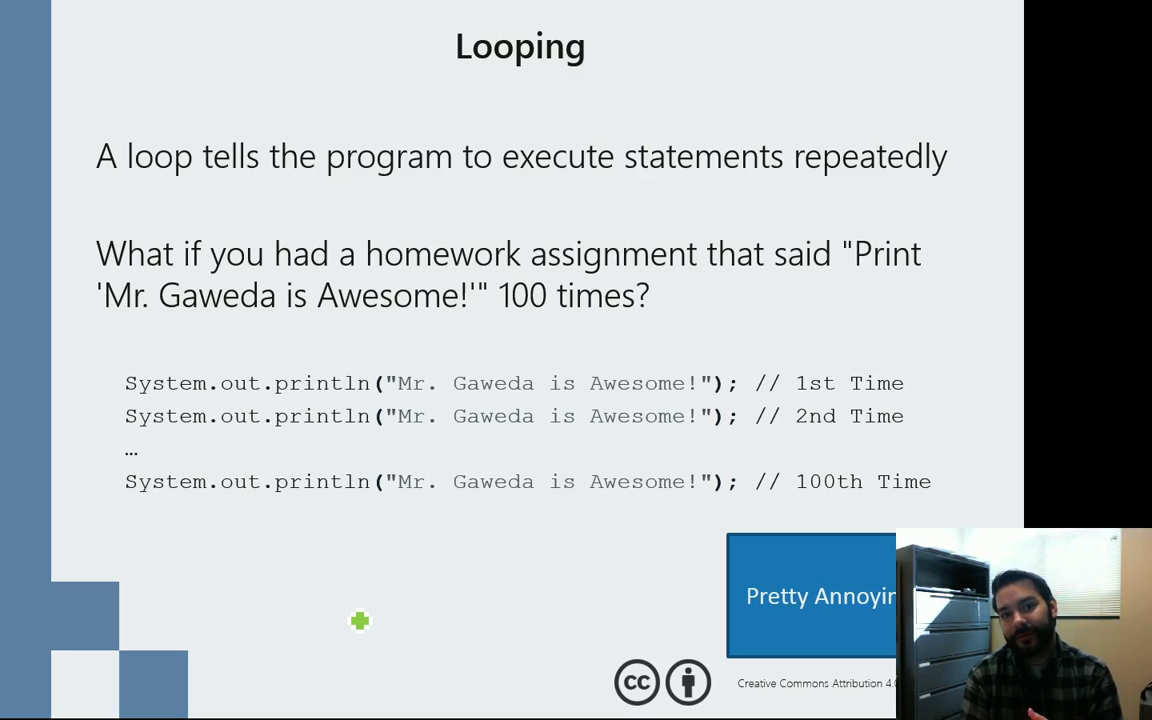 Looping
A loop tells the program to execute statements repeatedly
What if you had a homework assignment that said "Print
'Mr. Gaweda is Awesome!'" 100 times?
System.out.println("Mr. Gaweda is Awesome!"); // 1st Time
System.out.println("Mr. Gaweda is Awesome!"); // 2nd Time
…
System.out.println("Mr. Gaweda is Awesome!"); // 100th Time
Pretty
cc
Creative Commons Attribution